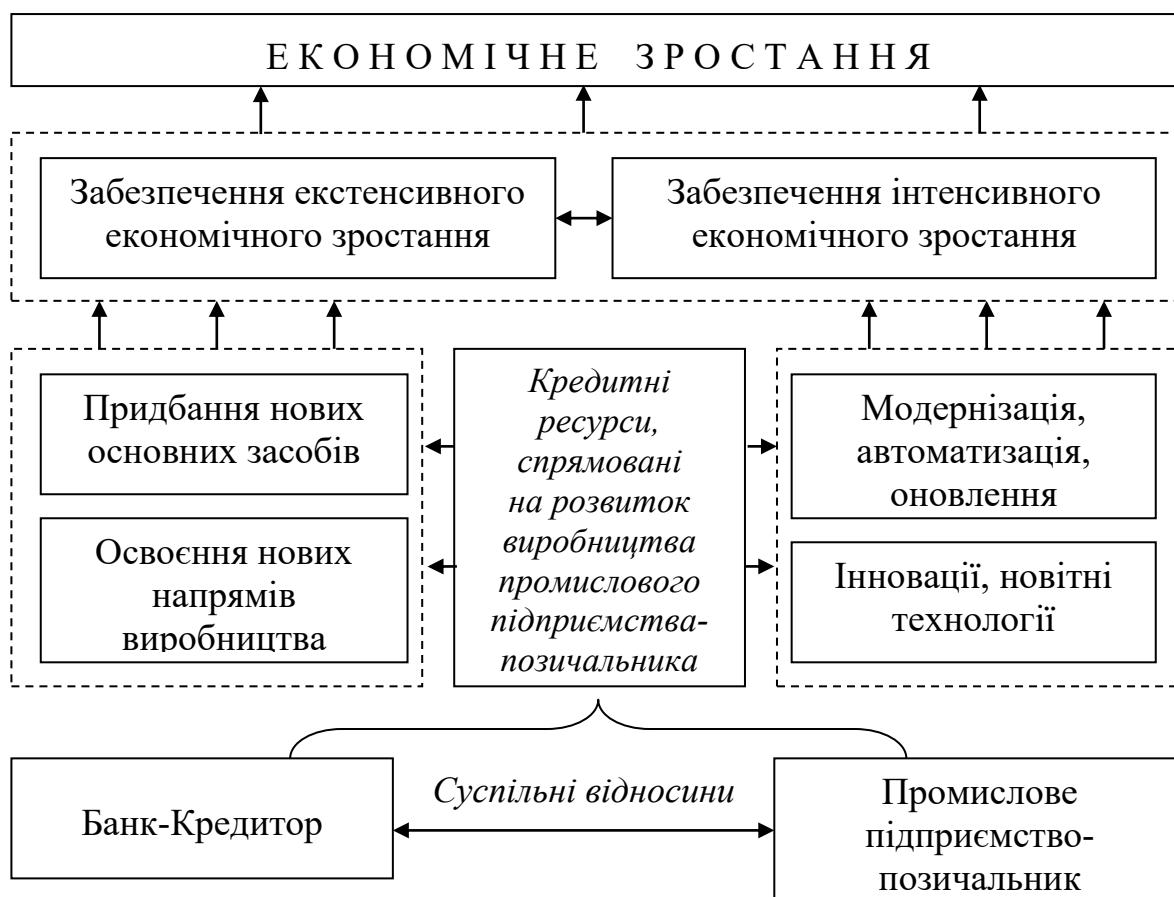 ЕКОНОМІЧНЕ ЗРОСТАННЯ
Забезпечення екстенсивного
економічного зростання
Забезпечення інтенсивного
економічного зростання
Придбання нових
основних засобів
Освоєння нових
напрямів
виробництва
Кредитні
ресурси,
спрямовані
на розвиток
виробництва
промислового
підприємства-
позичальника
Модернізація,
автоматизація,
оновлення
Інновації, новітні
технології
Банк-Кредитор
Суспільні відносини
Промислове
підприємство-
позичальник